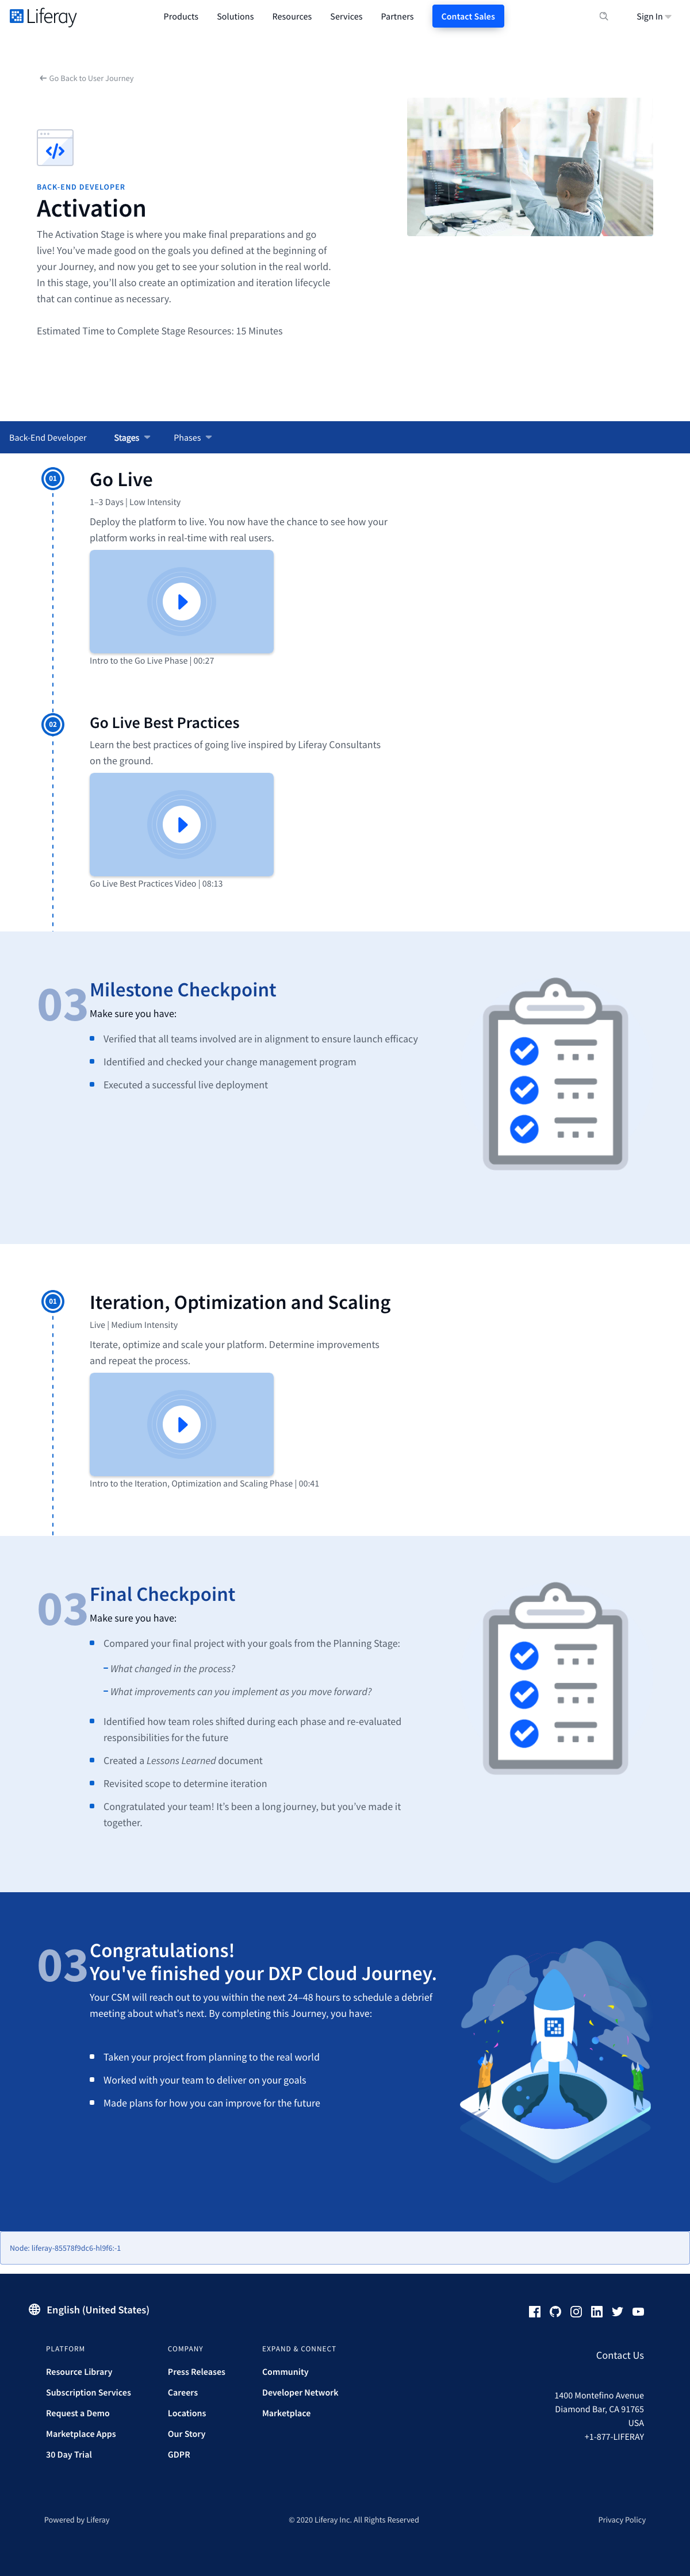 Liferay
Products Solutions Resources Services Partners Contact Sales Sign In
Go Back to User Journey
</>
BACK-END DEVELOPER
Activation
The Activation Stage is where you make final preparations and go
live! You've made good on the goals you defined at the beginning of
your Journey, and now you get to see your solution in the real world.
In this stage, you'll also create an optimization and iteration lifecycle
that can continue as necessary.
Estimated Time to Complete Stage Resources: 15 Minutes
Back-End Developer Stages Phases
01
Go Live
1–3 Days | Low Intensity
Deploy the platform to live. You now have the chance to see how your
platform works in real-time with real users.
Intro to the Go Live Phase | 00:27
02
Go Live Best Practices
Learn the best practices of going live inspired by Liferay Consultants
on the ground.
Go Live Best Practices Video | 08:13
03
Milestone Checkpoint
Make sure you have:
Verified that all teams involved are in alignment to ensure launch efficacy
Identified and checked your change management program
Executed a successful live deployment
01
Iteration, Optimization and Scaling
Live | Medium Intensity
Iterate, optimize and scale your platform. Determine improvements
and repeat the process.
Intro to the Iteration, Optimization and Scaling Phase | 00:41
03
Final Checkpoint
Make sure you have:
Compared your final project with your goals from the Planning Stage:
– What changed in the process?
– What improvements can you implement as you move forward?
Identified how team roles shifted during each phase and re-evaluated
responsibilities for the future
Created a Lessons Learned document
Revisited scope to determine iteration
Congratulated your team! It's been a long journey, but you've made it
together.
03
Congratulations!
You've finished your DXP Cloud Journey.
Your CSM will reach out to you within the next 24–48 hours to schedule a debrief
meeting about what's next. By completing this Journey, you have:
Taken your project from planning to the real world
Worked with your team to deliver on your goals
Made plans for how you can improve for the future
Node: liferay-85578f9dc6-hl9f6:-1
English (United States)
PLATFORM
Resource Library
Subscription Services
Request a Demo
Marketplace Apps
30 Day Trial
COMPANY
Press Releases
Careers
Locations
Our Story
GDPR
EXPAND & CONNECT
Community
Developer Network
Marketplace
Contact Us
1400 Montefino Avenue
Diamond Bar, CA 91765
USA
+1-877-LIFERAY
Powered by Liferay
© 2020 Liferay Inc. All Rights Reserved
Privacy Policy